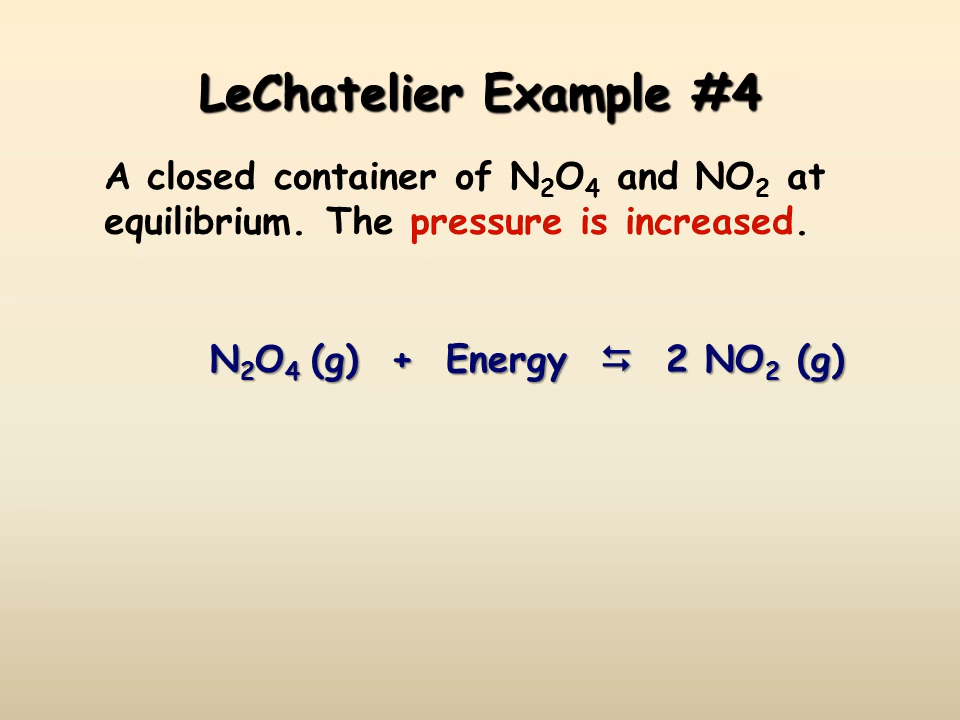 LeChatelier Example #4
A closed container of N₂O₄ and NO₂ at
equilibrium. The pressure is increased.
N₂O₄ (g) + Energy ⇆ 2 NO₂ (g)